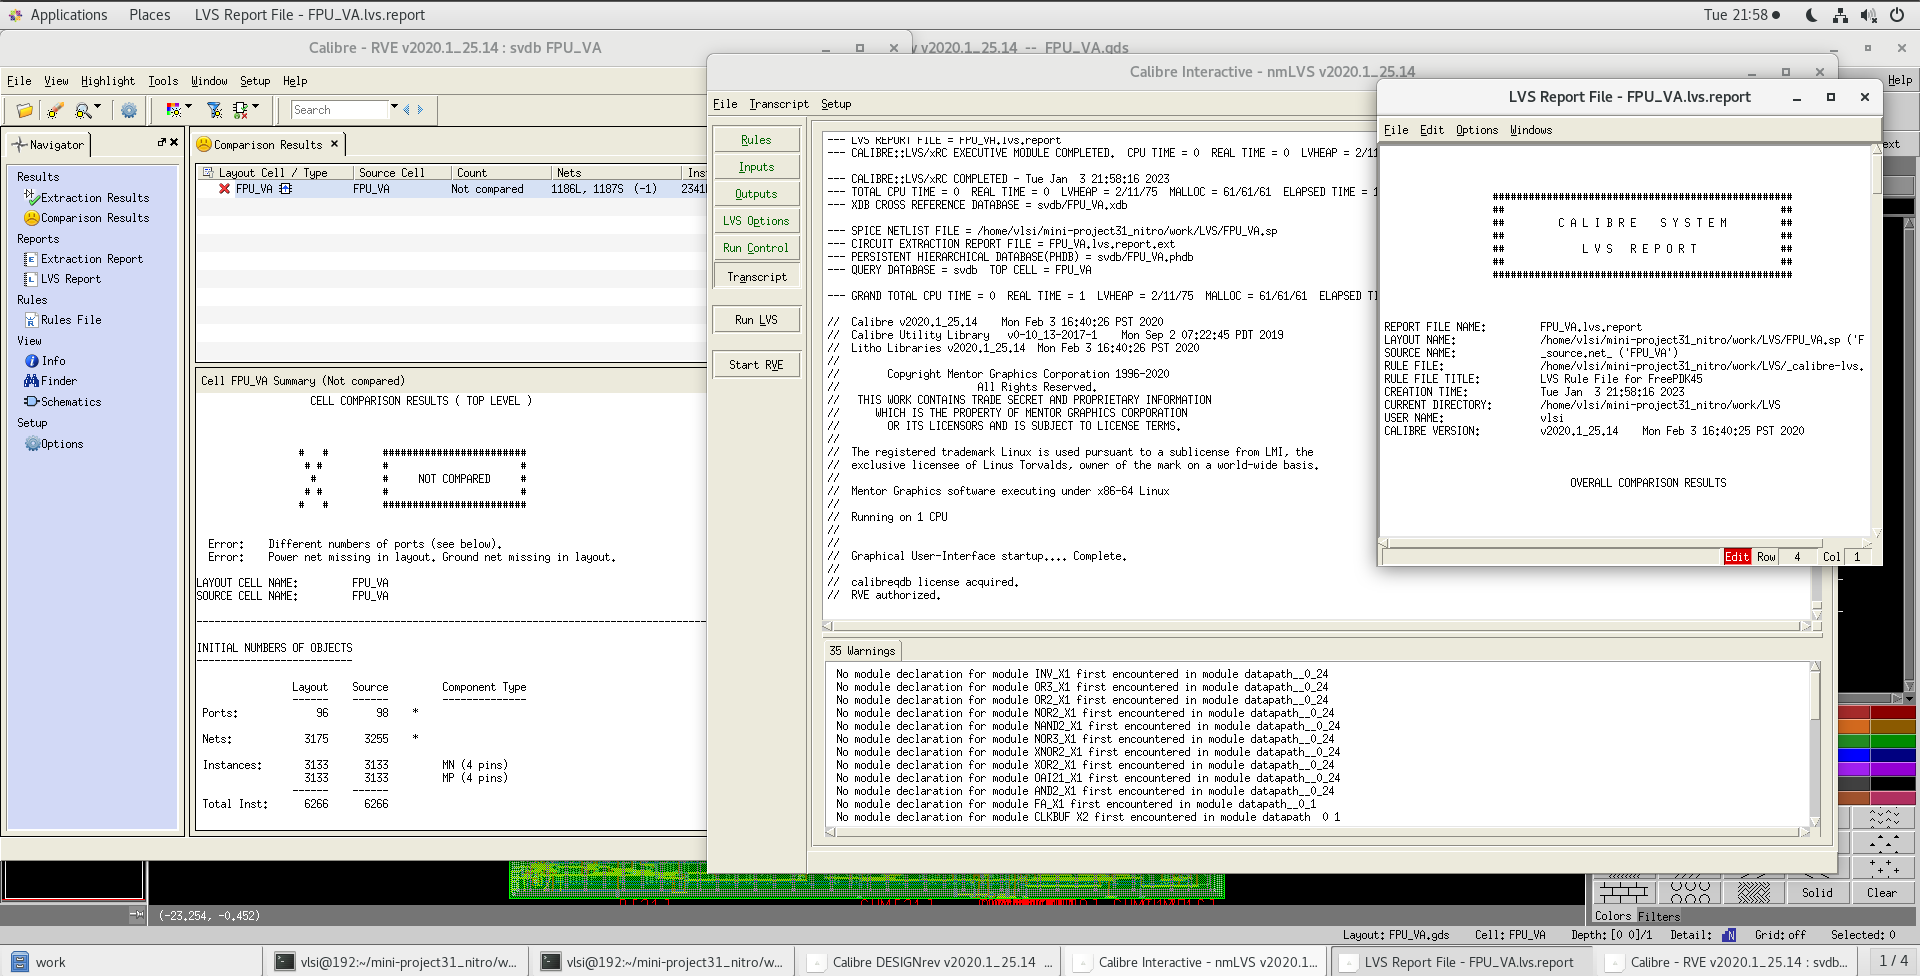 Applications Places LVS Report File - FPU_VA.lvs.report Tue 21:58
Calibre - RVE v2020.1_25.14 : svdb FPU_VA
v2020.1_25.14 -- FPU_VA.gds
File View Highlight Tools Window Setup Help
Search
Navigator
Results
Extraction Results
Comparison Results
Reports
Extraction Report
LVS Report
Rules
Rules File
View
Info
Finder
Schematics
Setup
Options
Comparison Results
Layout Cell / Type Source Cell Count Nets
FPU_VA FPU_VA Not compared 1186L, 1187S (-1)
Cell FPU_VA Summary (Not compared)
CELL COMPARISON RESULTS ( TOP LEVEL )
# # #########################
# # # #
# # NOT COMPARED #
# # # #
# # #########################
Error: Different numbers of ports (see below).
Error: Power net missing in layout. Ground net missing in layout.
LAYOUT CELL NAME: FPU_VA
SOURCE CELL NAME: FPU_VA
INITIAL NUMBERS OF OBJECTS
--------------------------
Layout Source Component Type
------ ------ --------------
Ports: 96 98 *
Nets: 3175 3255 *
Instances: 3133 3133 MN (4 pins)
3133 3133 MP (4 pins)
------ ------
Total Inst: 6266 6266
Calibre Interactive - nmLVS v2020.1_25.14
File Transcript Setup
Rules
Inputs
Outputs
LVS Options
Run Control
Transcript
Run LVS
Start RVE
--- LVS REPORT FILE = FPU_VA.lvs.report
--- CALIBRE::LVS/xRC EXECUTIVE MODULE COMPLETED. CPU TIME = 0 REAL TIME = 0 LVHEAP = 2/11
--- CALIBRE::LVS/xRC COMPLETED - Tue Jan 3 21:58:16 2023
--- TOTAL CPU TIME = 0 REAL TIME = 0 LVHEAP = 2/11/75 MALLOC = 61/61/61 ELAPSED TIME = 1
--- XDB CROSS REFERENCE DATABASE = svdb/FPU_VA.xdb
--- SPICE NETLIST FILE = /home/vlsi/mini-project31_nitro/work/LVS/FPU_VA.sp
--- CIRCUIT EXTRACTION REPORT FILE = FPU_VA.lvs.report.ext
--- PERSISTENT HIERARCHICAL DATABASE(PHDB) = svdb/FPU_VA.phdb
--- QUERY DATABASE = svdb TOP CELL = FPU_VA
--- GRAND TOTAL CPU TIME = 0 REAL TIME = 1 LVHEAP = 2/11/75 MALLOC = 61/61/61 ELAPSED TI
// Calibre v2020.1_25.14 Mon Feb 3 16:40:26 PST 2020
// Calibre Utility Library v0-10_13-2017-1 Mon Sep 2 07:22:45 PDT 2019
// Litho Libraries v2020.1_25.14 Mon Feb 3 16:40:26 PST 2020
//
// Copyright Mentor Graphics Corporation 1996-2020
// All Rights Reserved.
// THIS WORK CONTAINS TRADE SECRET AND PROPRIETARY INFORMATION
// WHICH IS THE PROPERTY OF MENTOR GRAPHICS CORPORATION
// OR ITS LICENSORS AND IS SUBJECT TO LICENSE TERMS.
//
// The registered trademark Linux is used pursuant to a sublicense from LMI, the
// exclusive licensee of Linus Torvalds, owner of the mark on a world-wide basis.
//
// Mentor Graphics software executing under x86-64 Linux
//
// Running on 1 CPU
//
//
// Graphical User-Interface startup.... Complete.
//
// calibreqdb license acquired.
// RVE authorized.
35 Warnings
No module declaration for module INV_X1 first encountered in module datapath__0_24
No module declaration for module OR3_X1 first encountered in module datapath__0_24
No module declaration for module OR2_X1 first encountered in module datapath__0_24
No module declaration for module NOR2_X1 first encountered in module datapath__0_24
No module declaration for module NAND2_X1 first encountered in module datapath__0_24
No module declaration for module NOR3_X1 first encountered in module datapath__0_24
No module declaration for module XNOR2_X1 first encountered in module datapath__0_24
No module declaration for module XOR2_X1 first encountered in module datapath__0_24
No module declaration for module OAI21_X1 first encountered in module datapath__0_24
No module declaration for module AND2_X1 first encountered in module datapath__0_24
No module declaration for module FA_X1 first encountered in module datapath__0_1
No module declaration for module CLKBUF_X2 first encountered in module datapath__0_1
LVS Report File - FPU_VA.lvs.report
File Edit Options Windows
##################################################
## ##
## C A L I B R E S Y S T E M ##
## ##
## L V S R E P O R T ##
## ##
##################################################
REPORT FILE NAME: FPU_VA.lvs.report
LAYOUT NAME: /home/vlsi/mini-project31_nitro/work/LVS/FPU_VA.sp ('F
SOURCE NAME: _source.net_ ('FPU_VA')
RULE FILE: /home/vlsi/mini-project31_nitro/work/LVS/_calibre-lvs.
RULE FILE TITLE: LVS Rule File for FreePDK45
CREATION TIME: Tue Jan 3 21:58:16 2023
CURRENT DIRECTORY: /home/vlsi/mini-project31_nitro/work/LVS
USER NAME: vlsi
CALIBRE VERSION: v2020.1_25.14 Mon Feb 3 16:40:25 PST 2020
OVERALL COMPARISON RESULTS
Edit Row 4 Col 1
Help
Solid Clear
Colors Filters
(-23.254, -0.452)
Layout: FPU_VA.gds Cell: FPU_VA Depth: [0 0]/1 Detail: Grid: off Selected: 0
work
vlsi@192:~/mini-project31_nitro/w...
vlsi@192:~/mini-project31_nitro/w...
Calibre DESIGNrev v2020.1_25.14 ...
Calibre Interactive - nmLVS v2020.1...
LVS Report File - FPU_VA.lvs.report
Calibre - RVE v2020.1_25.14 : svdb...
1 / 4